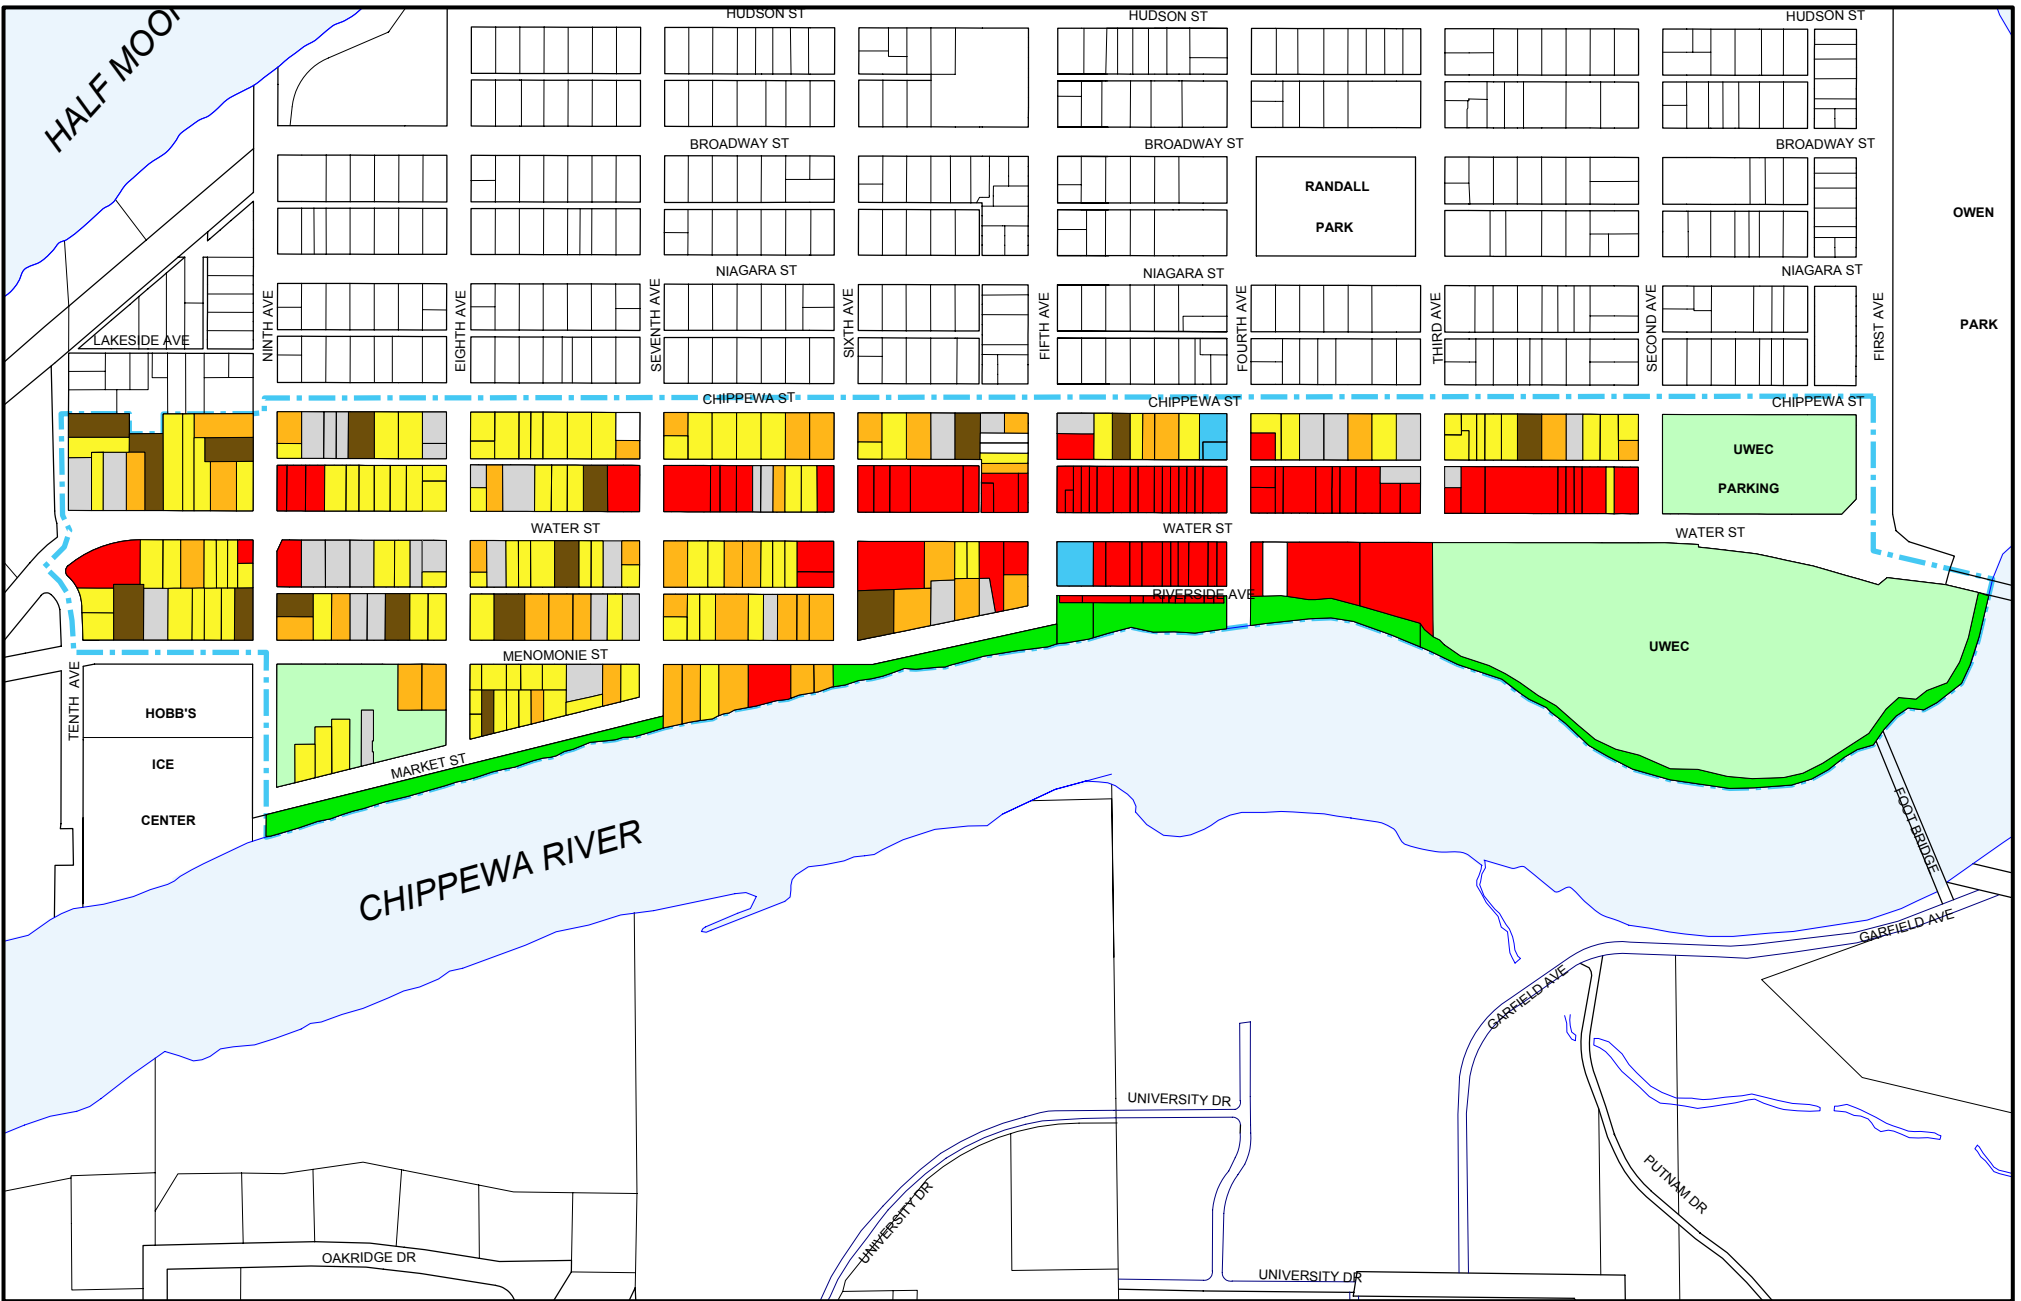 HUDSON ST
HUDSON ST
HUDSON ST
BROADWAY ST
BROADWAY ST
BROADWAY ST
RANDALL
PARK
OWEN
PARK
NIAGARA ST
NIAGARA ST
NIAGARA ST
LAKESIDE AVE
NINTH AVE
EIGHTH AVE
SEVENTH AVE
SIXTH AVE
FIFTH AVE
FOURTH AVE
THIRD AVE
SECOND AVE
FIRST AVE
CHIPPEWA ST
CHIPPEWA ST
CHIPPEWA ST
UWEC
PARKING
WATER ST
WATER ST
WATER ST
RIVERSIDE AVE
UWEC
MENOMONIE ST
TENTH AVE
HOBB'S
ICE
CENTER
MARKET ST
CHIPPEWA RIVER
FOOT BRIDGE
GARFIELD AVE
GARFIELD AVE
UNIVERSITY DR
UNIVERSITY DR
PUTNAM DR
OAKRIDGE DR
UNIVERSITY DR
HALF MOON